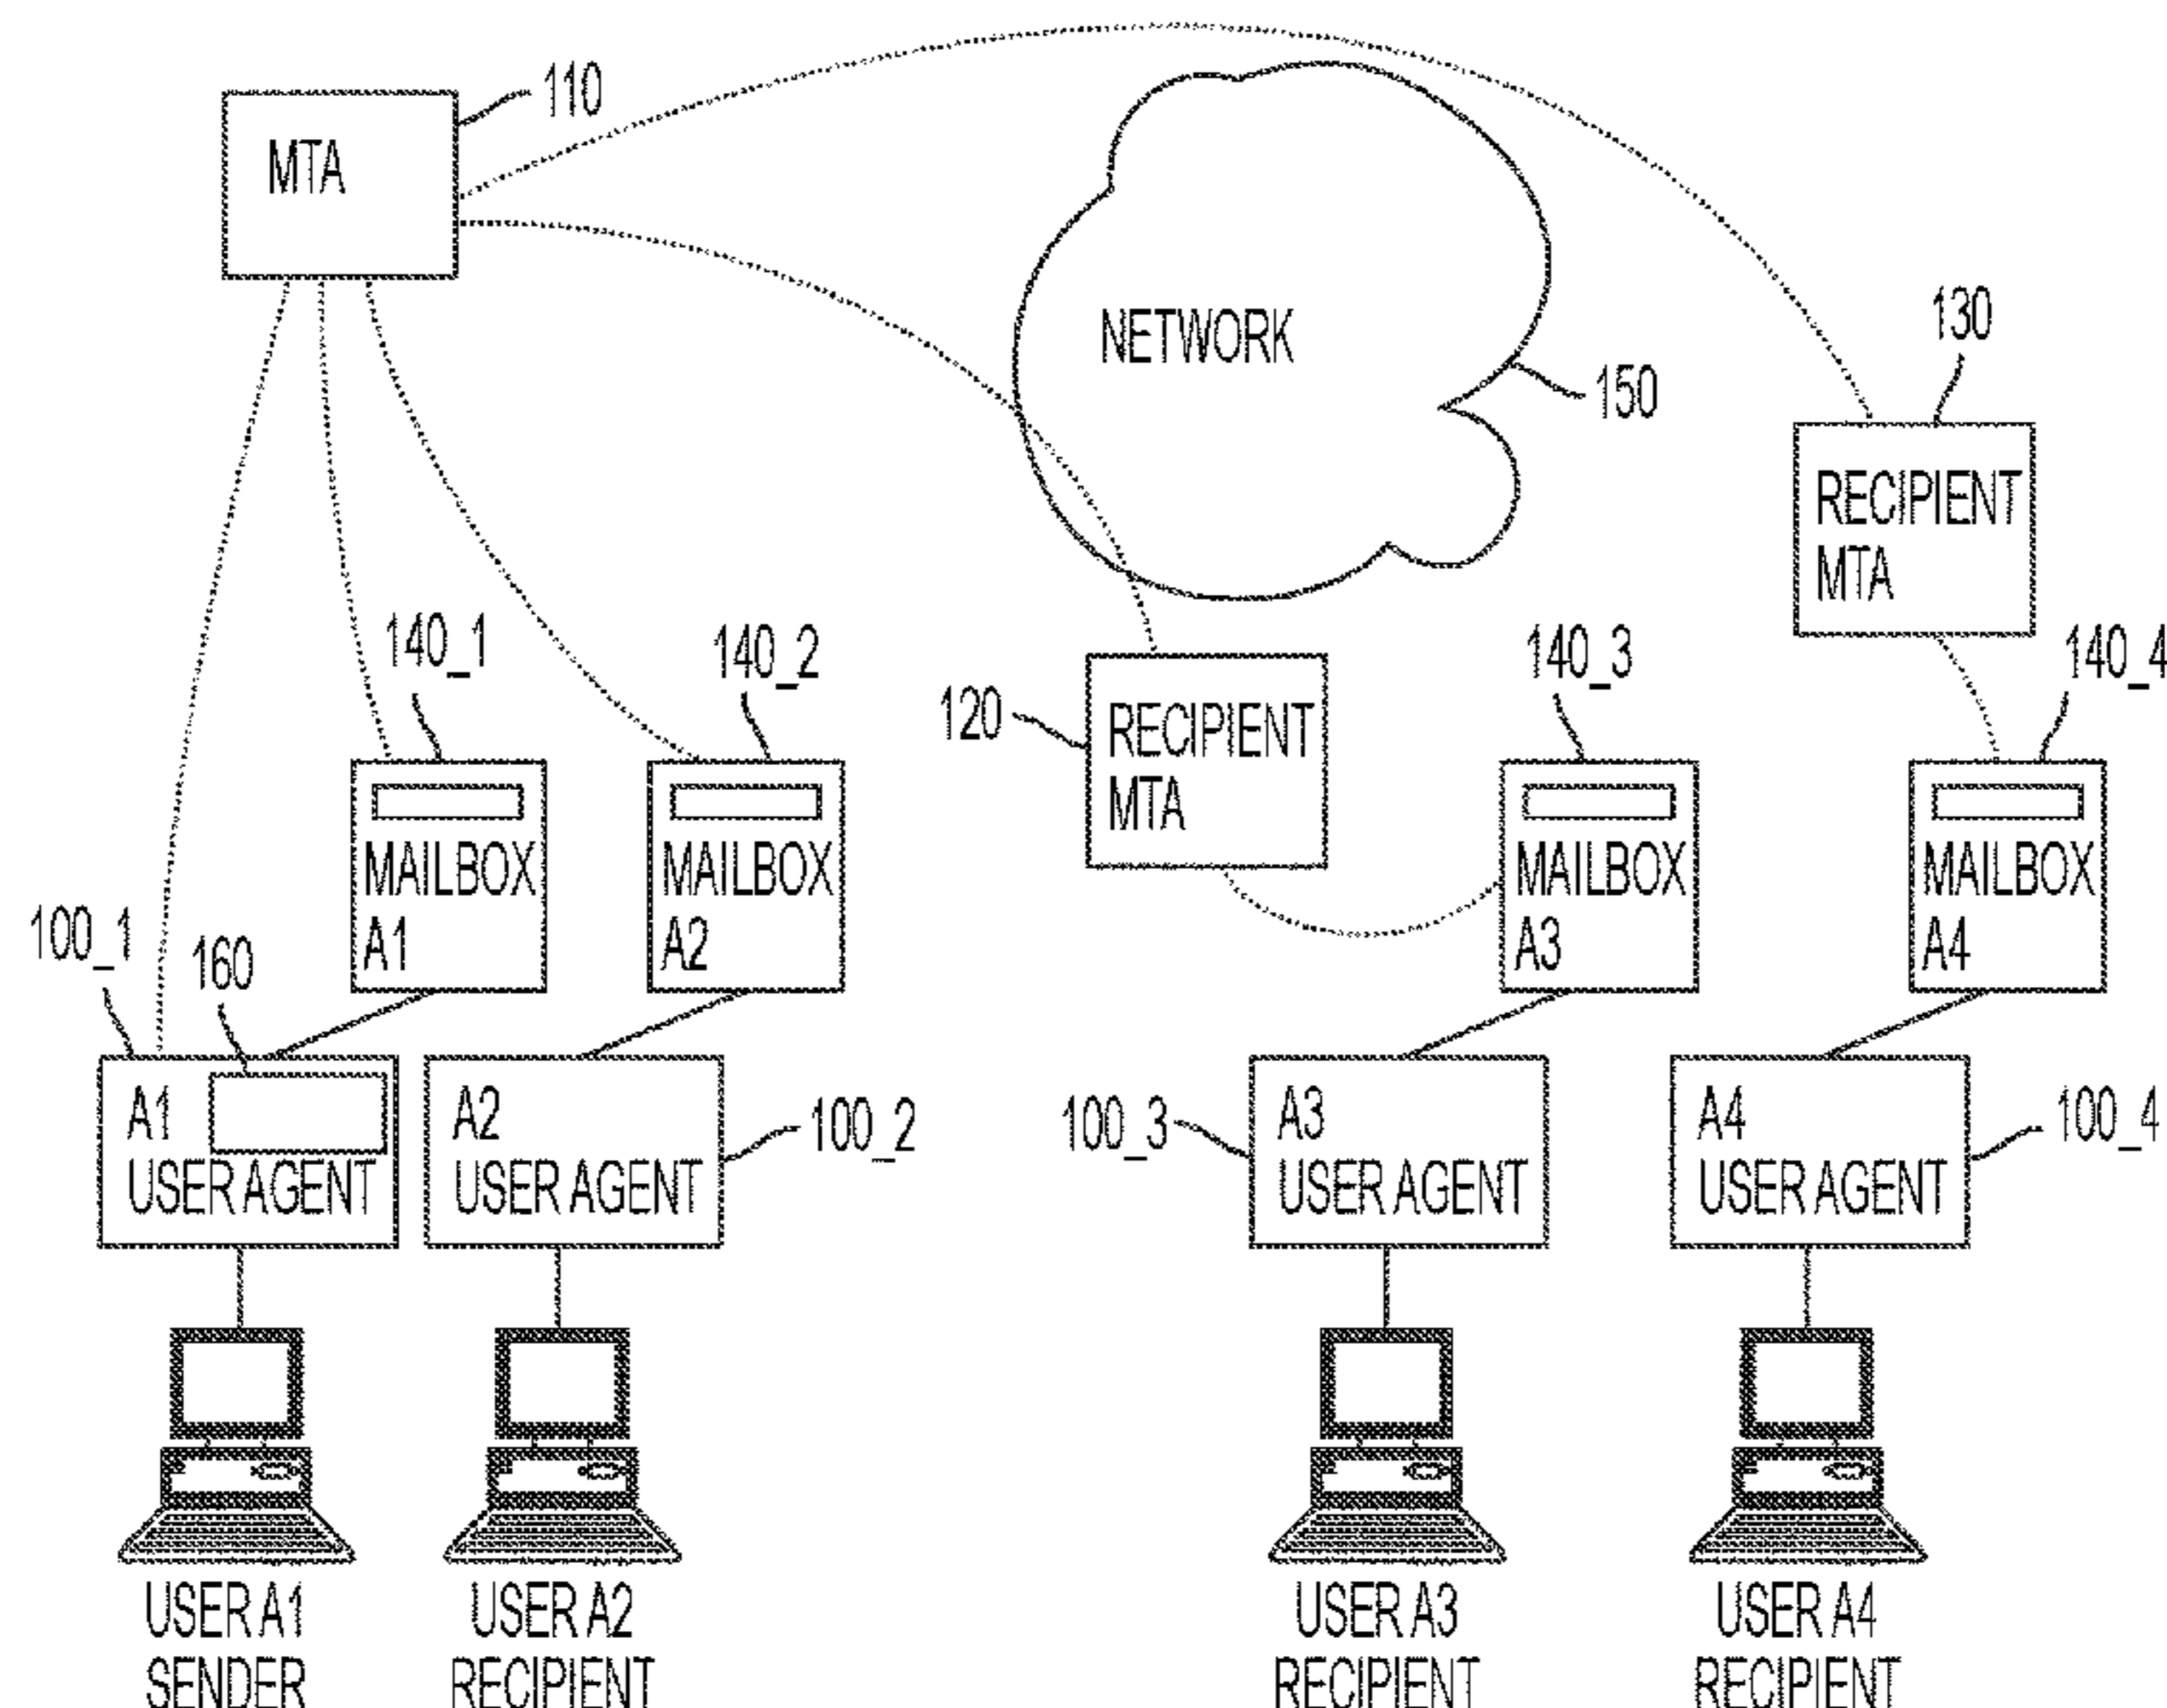 110
MTA
NETWORK
130
150
RECIPIENT
MTA
140_1
140_2
140_3
140_4
120
RECIPIENT
MTA
MAILBOX
A1
MAILBOX
A2
MAILBOX
A3
MAILBOX
A4
100_1
160
A1
USER AGENT
A2
USER AGENT
100_2
100_3
A3
USER AGENT
A4
USER AGENT
100_4
USER A1
SENDER
USER A2
RECIPIENT
USER A3
RECIPIENT
USER A4
RECIPIENT